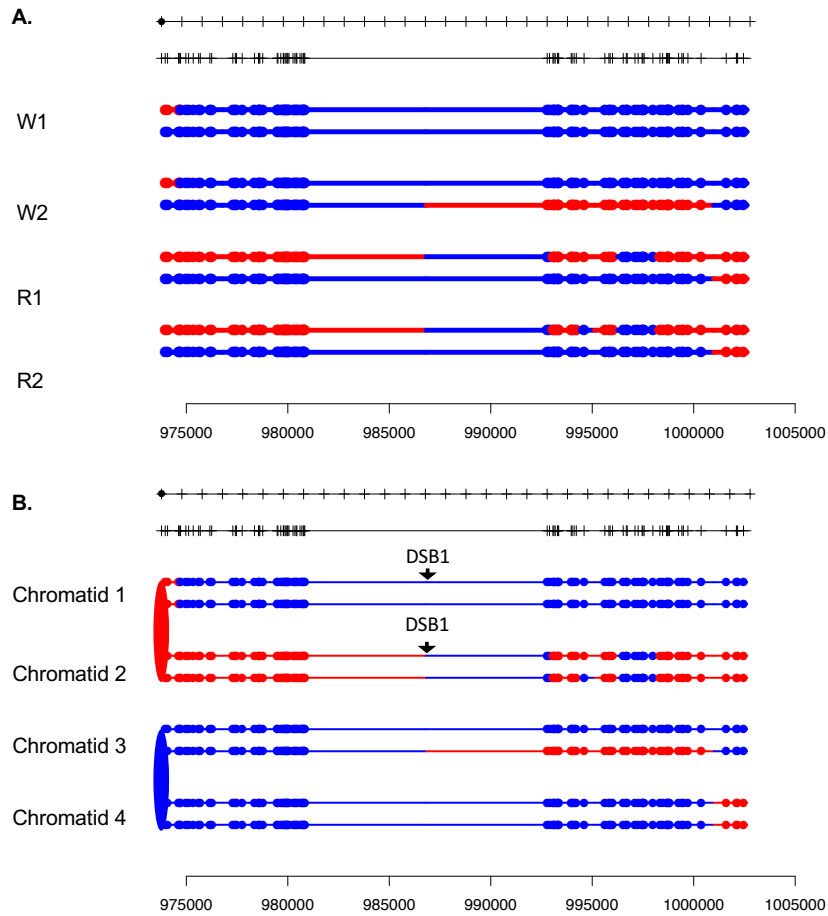 A.
W1
W2
R1
R2
975000 980000 985000 990000 995000 1000000 1005000
B.
DSB1
Chromatid 1
DSB1
Chromatid 2
Chromatid 3
Chromatid 4
975000 980000 985000 990000 995000 1000000 1005000